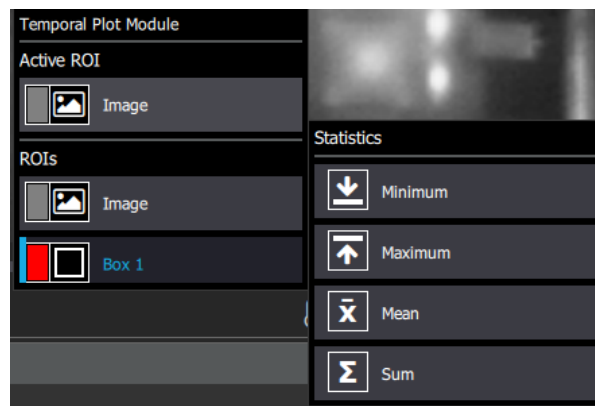 Temporal Plot Module
Active ROI
Image
ROIs
Image
Box 1
Statistics
Minimum
Maximum
x̄ Mean
Σ Sum